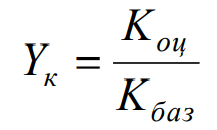 Yк = Kоц / Kбаз